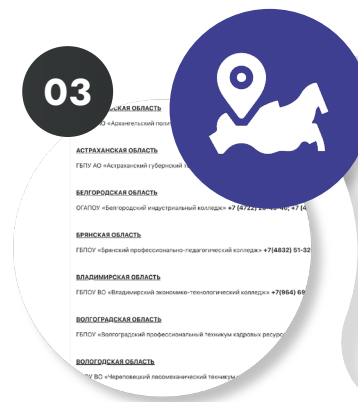 03
АСТРАХАНСКАЯ ОБЛАСТЬ
ГБПУ АО «Астраханский губернский
БЕЛГОРОДСКАЯ ОБЛАСТЬ
ОГАПОУ «Белгородский индустриальный колледж» +7 (4722)
БРЯНСКАЯ ОБЛАСТЬ
ГБПОУ «Брянский профессионально-педагогический колледж» +7(4832) 51-32
ВЛАДИМИРСКАЯ ОБЛАСТЬ
ГБПОУ ВО «Владимирский экономико-технологический колледж» +7(964) 69
ВОЛГОГРАДСКАЯ ОБЛАСТЬ
ГБПОУ «Волгоградский профессиональный техникум кадровых
ВОЛОГОДСКАЯ ОБЛАСТЬ
ВО «Череповецкий лесомеханический техникум